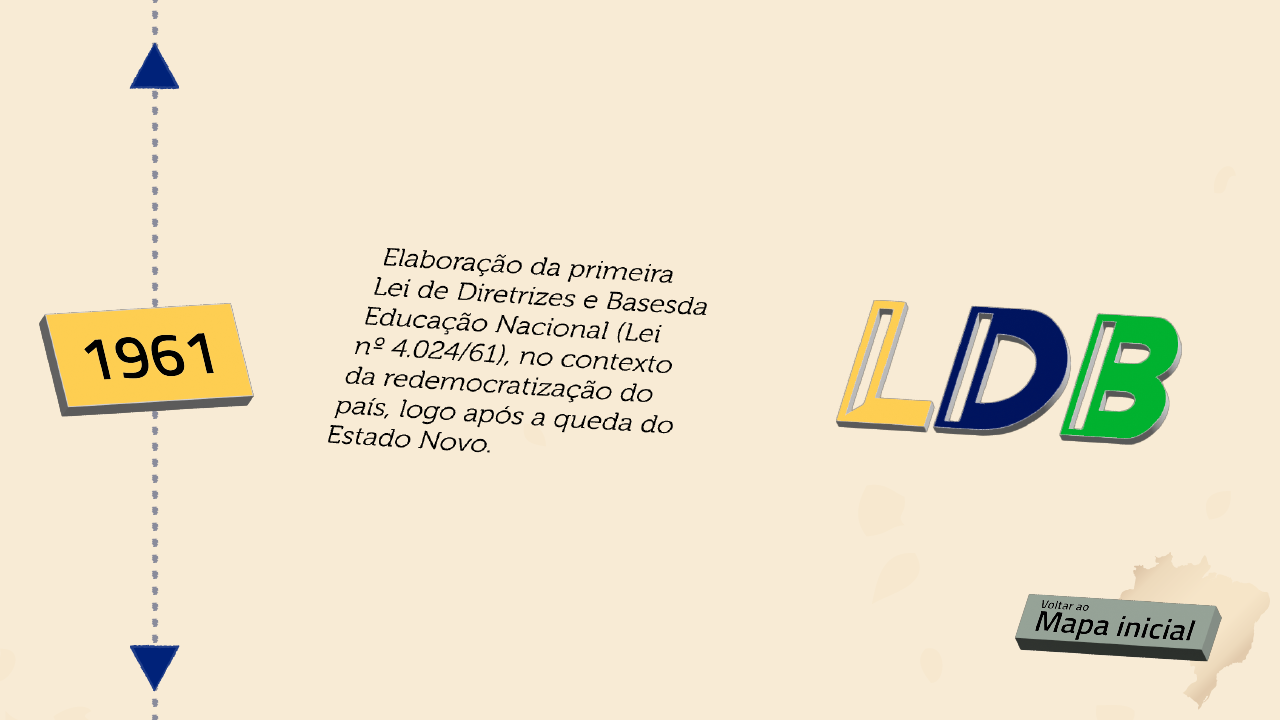 1961
Elaboração da primeira
Lei de Diretrizes e Basesda
Educação Nacional (Lei
nº 4.024/61), no contexto
da redemocratização do
país, logo após a queda do
Estado Novo.
LDB
Voltar ao
Mapa inicial